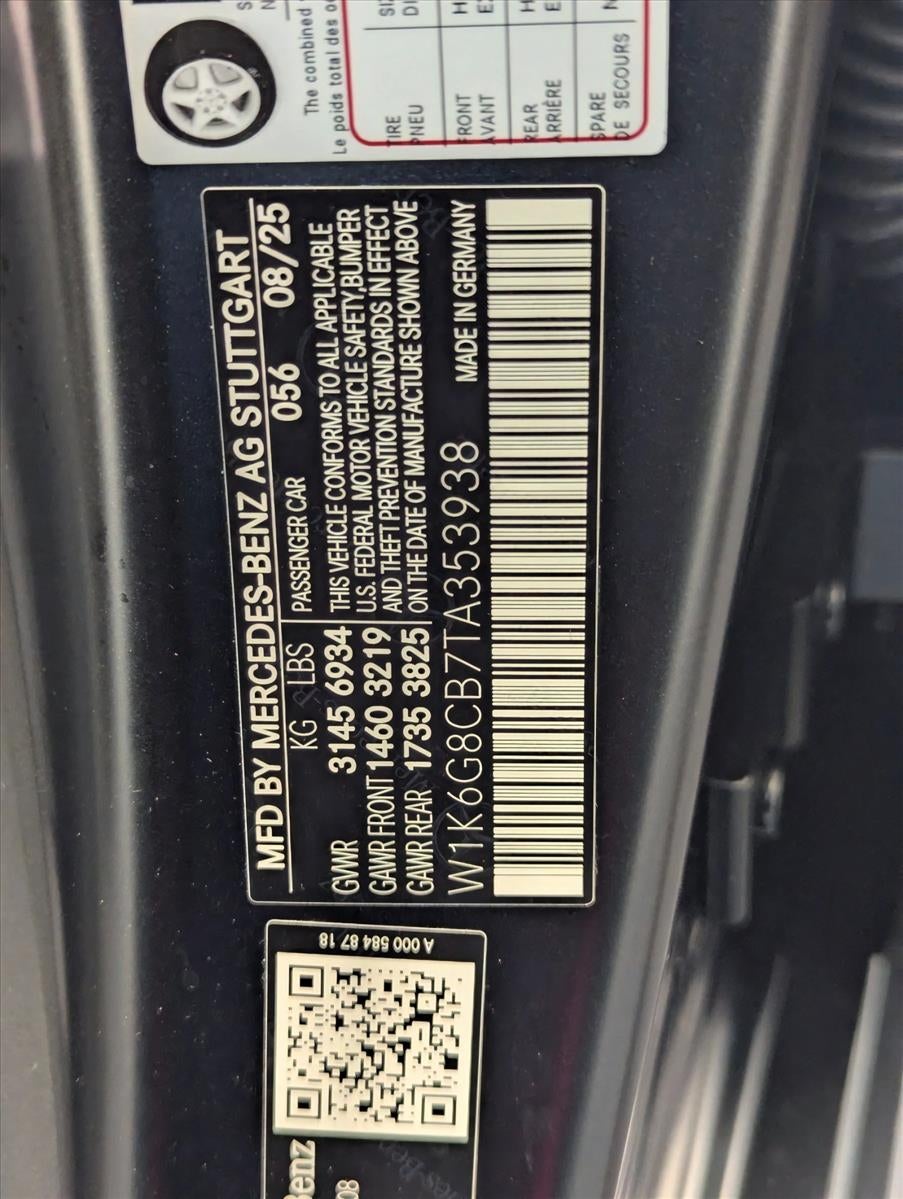 The combined
Le poids total des
TIRE
PNEU
FRONT
AVANT
REAR
ARRIÈRE
SPARE
DE SECOURS
MFD BY MERCEDES-BENZ AG STUTTGART
056 08/25
KG LBS
PASSENGER CAR
GVWR 3145 6934
GAWR FRONT 1460 3219
GAWR REAR 1735 3825
THIS VEHICLE CONFORMS TO ALL APPLICABLE
U.S. FEDERAL MOTOR VEHICLE SAFETY, BUMPER
AND THEFT PREVENTION STANDARDS IN EFFECT
ON THE DATE OF MANUFACTURE SHOWN ABOVE
MADE IN GERMANY
W1K6G8CB7TA353938
A 000 584 87 18
Benz